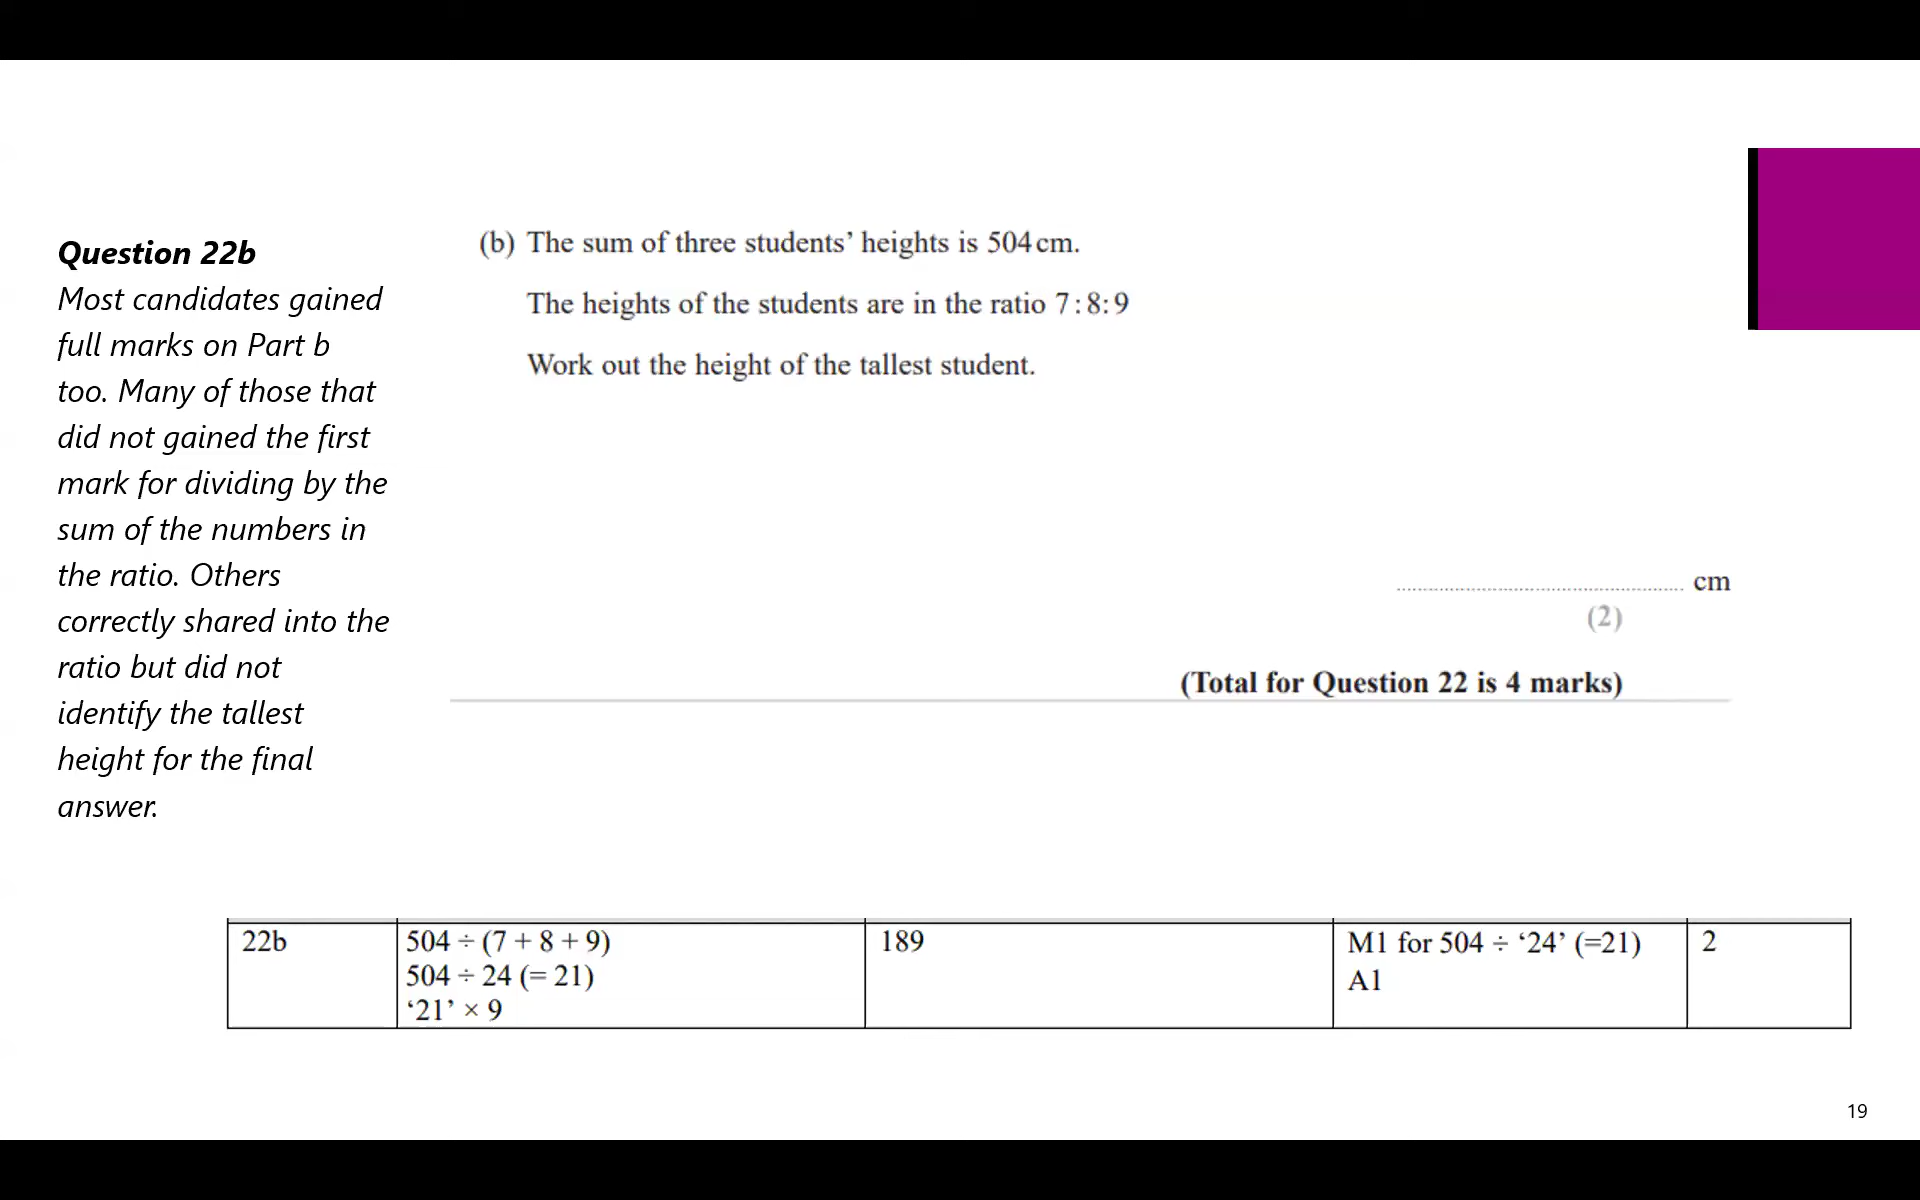 Question 22b
Most candidates gained
full marks on Part b
too. Many of those that
did not gained the first
mark for dividing by the
sum of the numbers in
the ratio. Others
correctly shared into the
ratio but did not
identify the tallest
height for the final
answer.
(b) The sum of three students’ heights is 504 cm.
The heights of the students are in the ratio 7 : 8 : 9
Work out the height of the tallest student.
.................................................. cm
(2)
(Total for Question 22 is 4 marks)
22b
504 ÷ (7 + 8 + 9)
504 ÷ 24 (= 21)
‘21’ × 9
189
M1 for 504 ÷ ‘24’ (=21)
A1
2
19